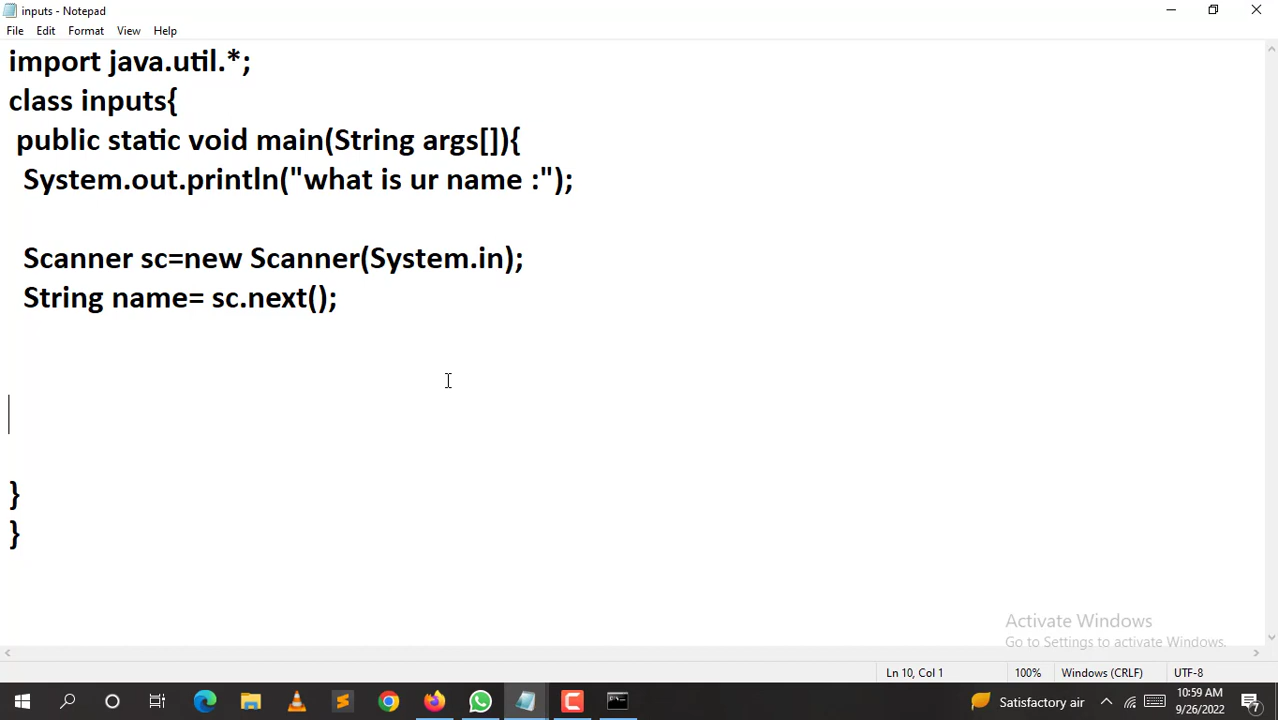 inputs - Notepad
File Edit Format View Help
import java.util.*;
class inputs{
 public static void main(String args[]){
  System.out.println("what is ur name :");
  Scanner sc=new Scanner(System.in);
  String name= sc.next();
}
}
Activate Windows
Go to Settings to activate Windows.
Ln 10, Col 1 100% Windows (CRLF) UTF-8
Satisfactory air 10:59 AM
9/26/2022 7